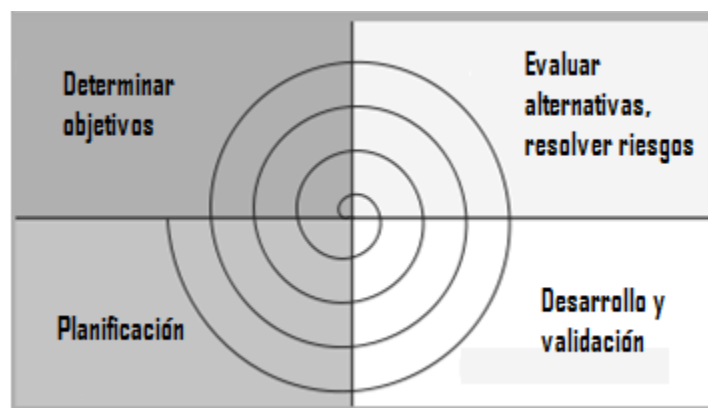 Determinar
objetivos
Evaluar
alternativas,
resolver riesgos
Planificación
Desarrollo y
validación